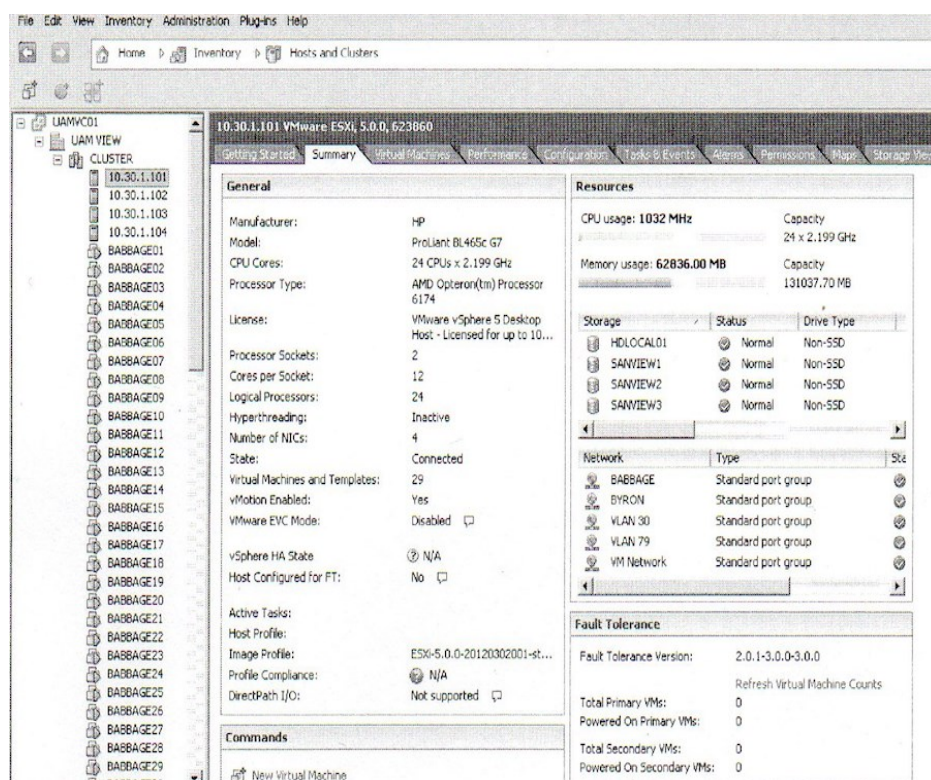 File Edit View Inventory Administration Plug-ins Help
Home Inventory Hosts and Clusters
UAMVC01
UAM VIEW
CLUSTER
10.30.1.101
10.30.1.102
10.30.1.103
10.30.1.104
BABBAGE01
BABBAGE02
BABBAGE03
BABBAGE04
BABBAGE05
BABBAGE06
BABBAGE07
BABBAGE08
BABBAGE09
BABBAGE10
BABBAGE11
BABBAGE12
BABBAGE13
BABBAGE14
BABBAGE15
BABBAGE16
BABBAGE17
BABBAGE18
BABBAGE19
BABBAGE20
BABBAGE21
BABBAGE22
BABBAGE23
BABBAGE24
BABBAGE25
BABBAGE26
BABBAGE27
BABBAGE28
BABBAGE29
10.30.1.101 VMware ESXi, 5.0.0, 623860
Getting Started Summary Virtual Machines Performance Configuration Tasks & Events Alarms Permissions Maps Storage View
General
Manufacturer: HP
Model: ProLiant BL465c G7
CPU Cores: 24 CPUs x 2.199 GHz
Processor Type: AMD Opteron(tm) Processor
6174
License: VMware vSphere 5 Desktop
Host - Licensed for up to 10...
Processor Sockets: 2
Cores per Socket: 12
Logical Processors: 24
Hyperthreading: Inactive
Number of NICs: 4
State: Connected
Virtual Machines and Templates: 29
vMotion Enabled: Yes
VMware EVC Mode: Disabled
vSphere HA State N/A
Host Configured for FT: No
Active Tasks:
Host Profile:
Image Profile: ESXi-5.0.0-20120302001-st...
Profile Compliance: N/A
DirectPath I/O: Not supported
Commands
New Virtual Machine
Resources
CPU usage: 1032 MHz Capacity
24 x 2.199 GHz
Memory usage: 62836.00 MB Capacity
131037.70 MB
Storage Status Drive Type
HDLOCAL01 Normal Non-SSD
SANVIEW1 Normal Non-SSD
SANVIEW2 Normal Non-SSD
SANVIEW3 Normal Non-SSD
Network Type Sta
BABBAGE Standard port group
BYRON Standard port group
VLAN 30 Standard port group
VLAN 79 Standard port group
VM Network Standard port group
Fault Tolerance
Fault Tolerance Version: 2.0.1-3.0.0-3.0.0
Refresh Virtual Machine Counts
Total Primary VMs: 0
Powered On Primary VMs: 0
Total Secondary VMs: 0
Powered On Secondary VMs: 0